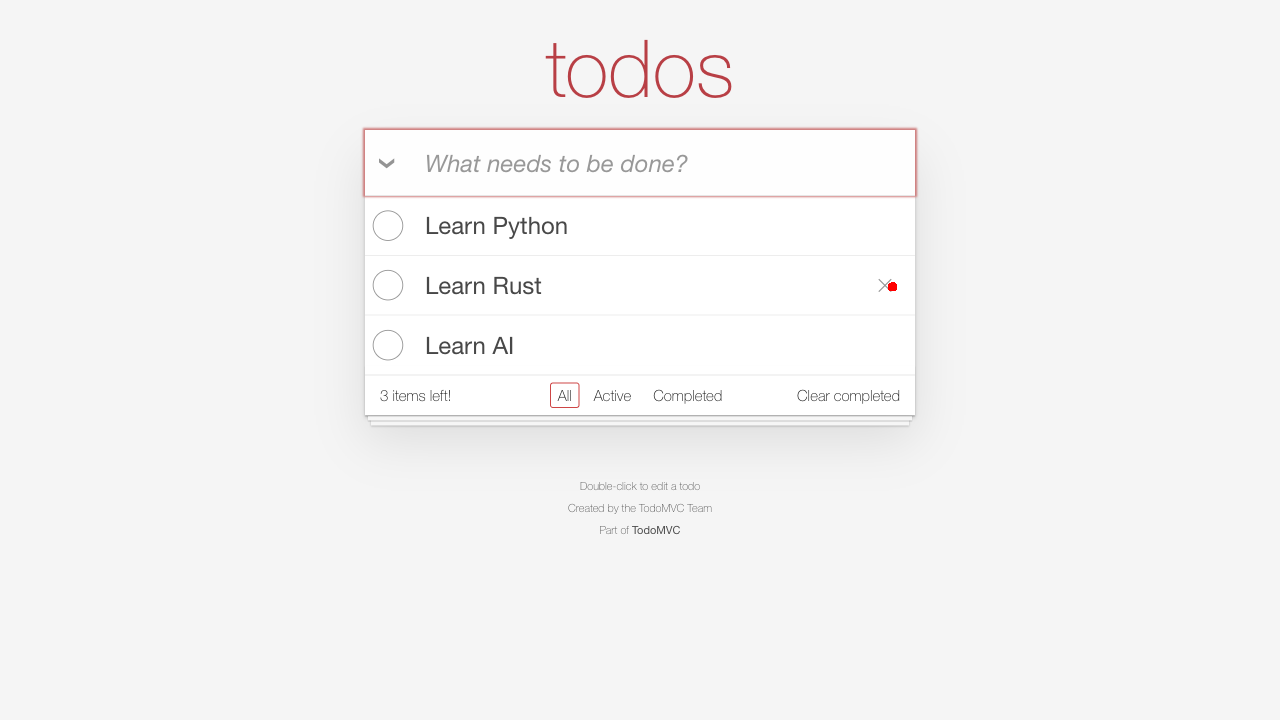 todos
What needs to be done?
Learn Python
Learn Rust
Learn AI
3 items left! All Active Completed Clear completed
Double-click to edit a todo
Created by the TodoMVC Team
Part of TodoMVC